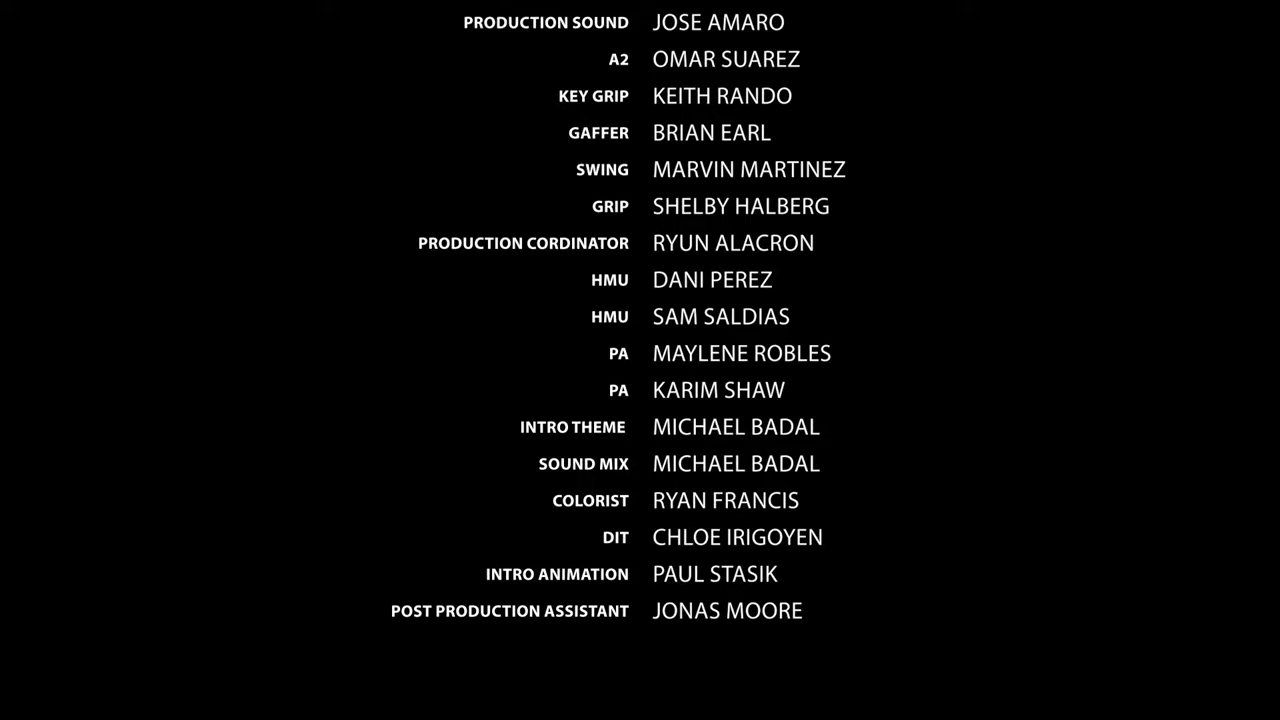 PRODUCTION SOUND JOSE AMARO
A2 OMAR SUAREZ
KEY GRIP KEITH RANDO
GAFFER BRIAN EARL
SWING MARVIN MARTINEZ
GRIP SHELBY HALBERG
PRODUCTION CORDINATOR RYUN ALACRON
HMU DANI PEREZ
HMU SAM SALDIAS
PA MAYLENE ROBLES
PA KARIM SHAW
INTRO THEME MICHAEL BADAL
SOUND MIX MICHAEL BADAL
COLORIST RYAN FRANCIS
DIT CHLOE IRIGOYEN
INTRO ANIMATION PAUL STASIK
POST PRODUCTION ASSISTANT JONAS MOORE